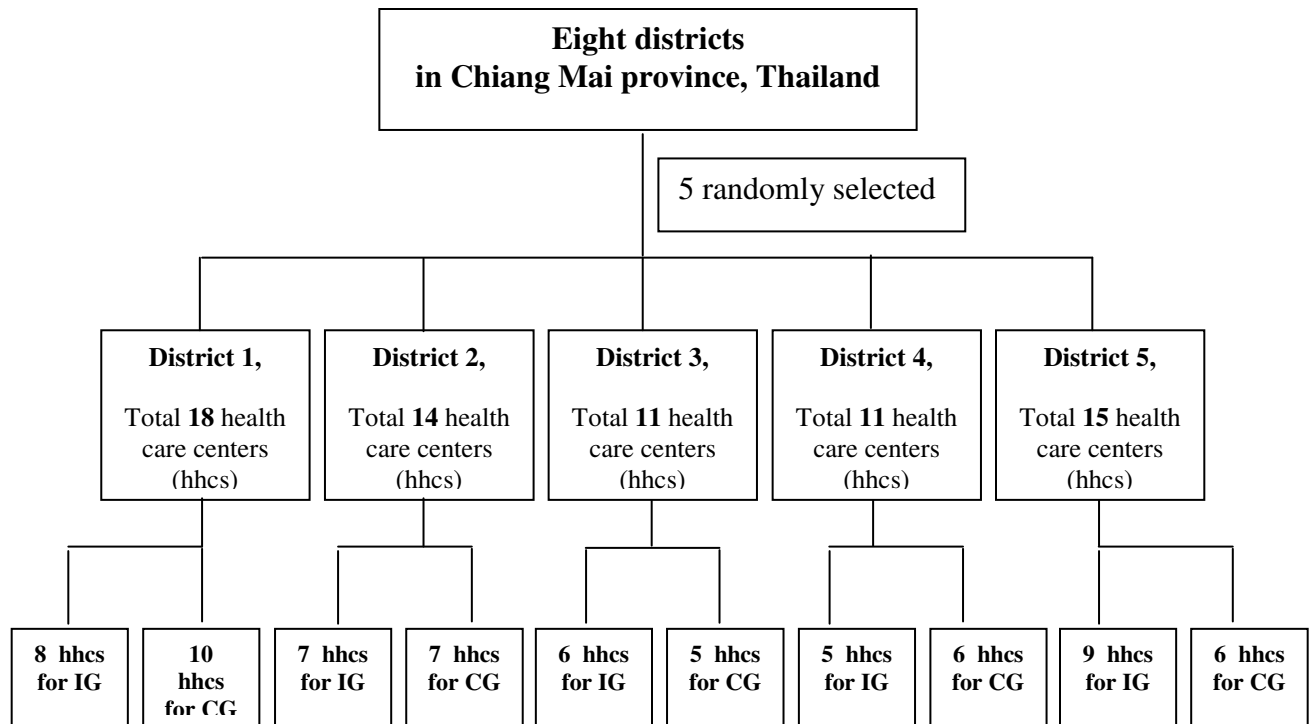 Eight districts
in Chiang Mai province, Thailand
5 randomly selected
District 1,
Total 18 health
care centers
(hhcs)
District 2,
Total 14 health
care centers
(hhcs)
District 3,
Total 11 health
care centers
(hhcs)
District 4,
Total 11 health
care centers
(hhcs)
District 5,
Total 15 health
care centers
(hhcs)
8 hhcs
for IG
10
hhcs
for CG
7 hhcs
for IG
7 hhcs
for CG
6 hhcs
for IG
5 hhcs
for CG
5 hhcs
for IG
6 hhcs
for CG
9 hhcs
for IG
6 hhcs
for CG